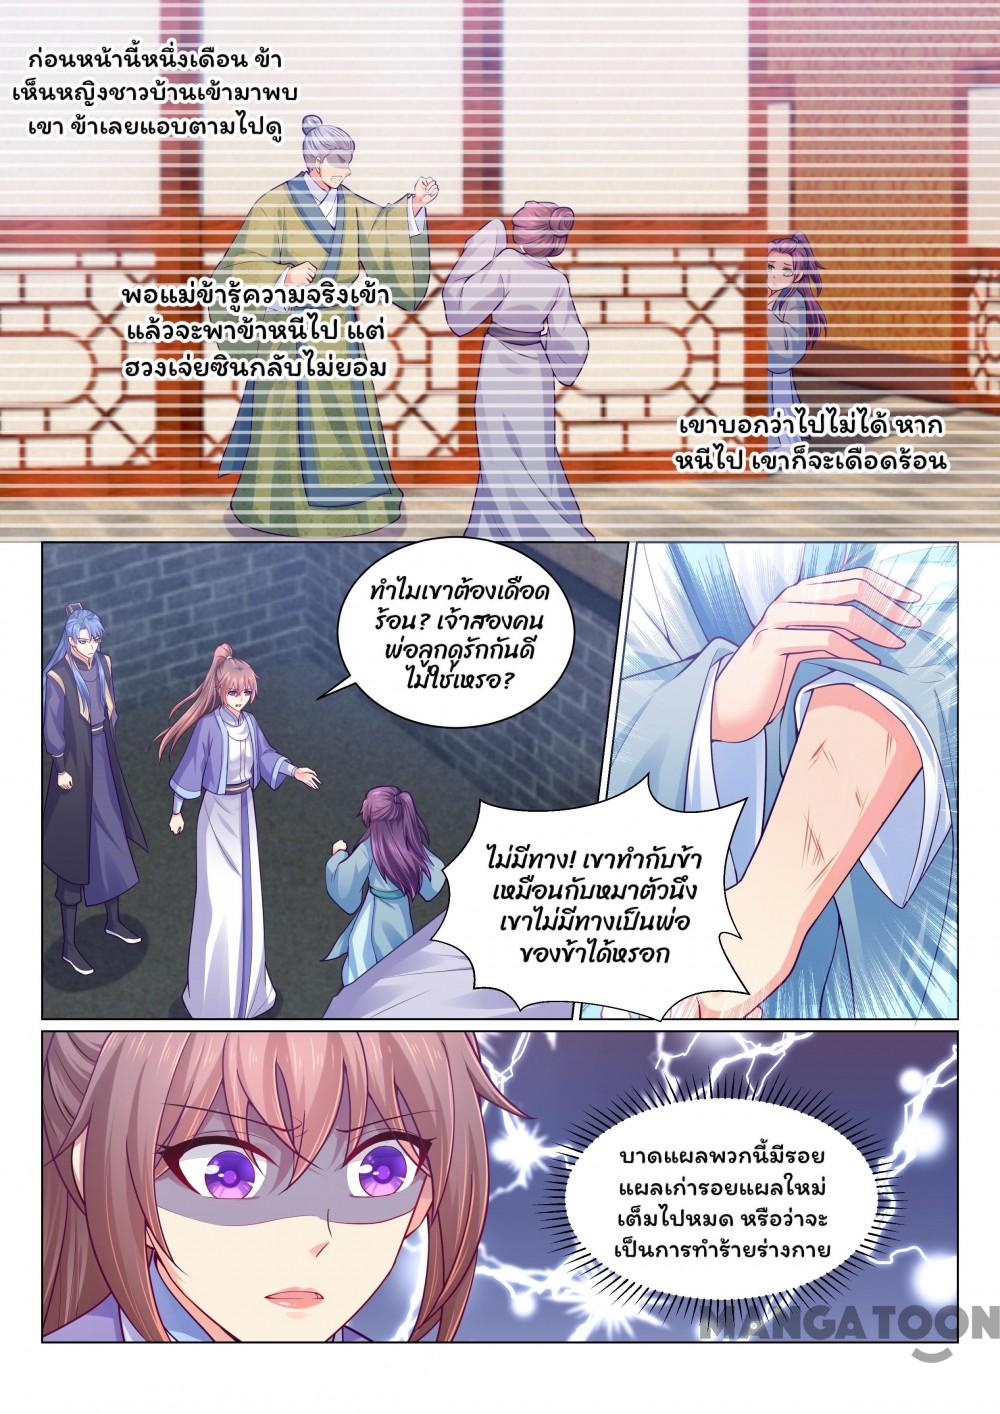 ก่อนหน้านี้หนึ่งเดือน ข้า
เห็นหญิงชาวบ้านเข้ามาพบ
เขา ข้าเลยแอบตามไปดู
พอแม่ข้ารู้ความจริงเข้า
แล้วจะพาข้าหนีไป แต่
ฮวงเจ่ยซินกลับไม่ยอม
เขาบอกว่าไปไม่ได้ หาก
หนีไป เขาก็จะเดือดร้อน
ทำไมเขาต้องเดือด
ร้อน? เจ้าสองคน
พ่อลูกดูรักกันดี
ไม่ใช่เหรอ?
ไม่มีทาง! เขาทำกับข้า
เหมือนกับหมาตัวนึง
เขาไม่มีทางเป็นพ่อ
ของข้าได้หรอก
บาดแผลพวกนี้มีรอย
แผลเก่ารอยแผลใหม่
เต็มไปหมด หรือว่าจะ
เป็นการทำร้ายร่างกาย
MANGATOON